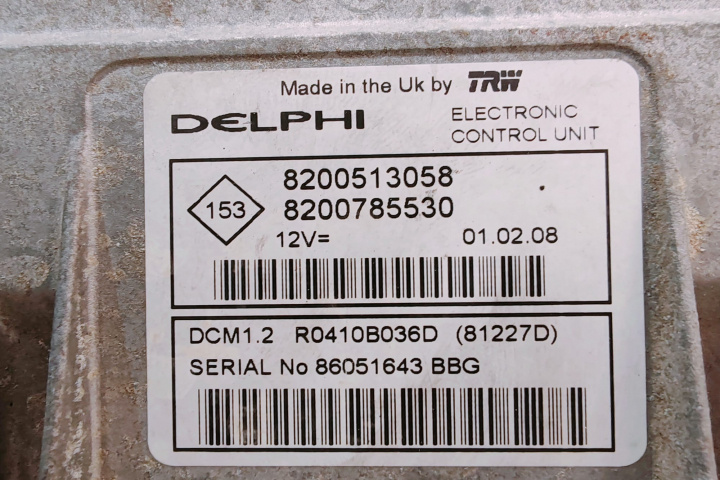 Made in the Uk by TRW
DELPHI
ELECTRONIC
CONTROL UNIT
153
8200513058
8200785530
12V=
01.02.08
DCM1.2 R0410B036D (81227D)
SERIAL No 86051643 BBG